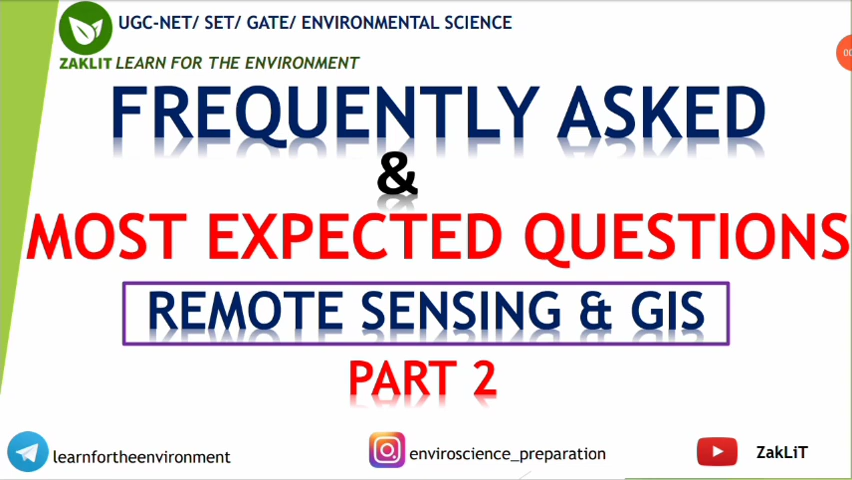 UGC-NET/ SET/ GATE/ ENVIRONMENTAL SCIENCE
ZAKLIT LEARN FOR THE ENVIRONMENT
FREQUENTLY ASKED
&
MOST EXPECTED QUESTIONS
REMOTE SENSING & GIS
PART 2
learnfortheenvironment
enviroscience_preparation
ZakLiT